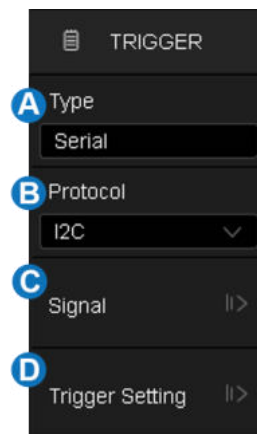 TRIGGER
A
Type
Serial
B
Protocol
I2C
C
Signal
D
Trigger Setting